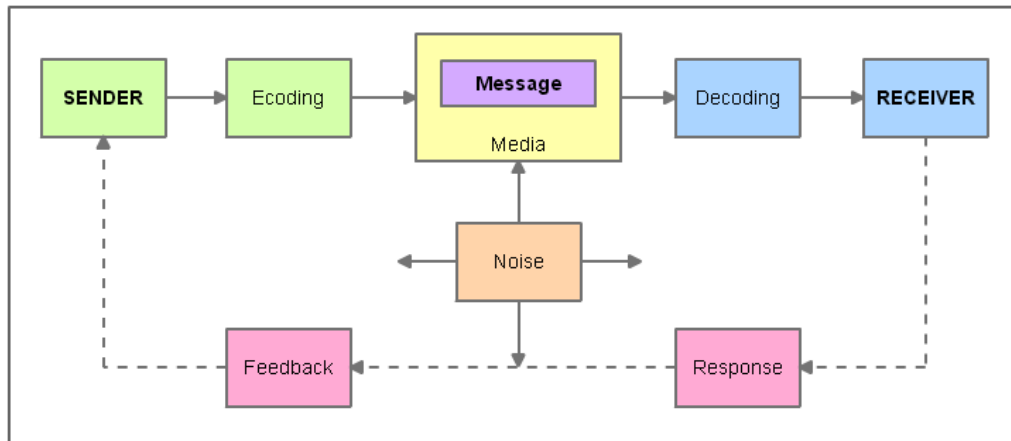 SENDER
Ecoding
Message
Media
Decoding
RECEIVER
Noise
Feedback
Response